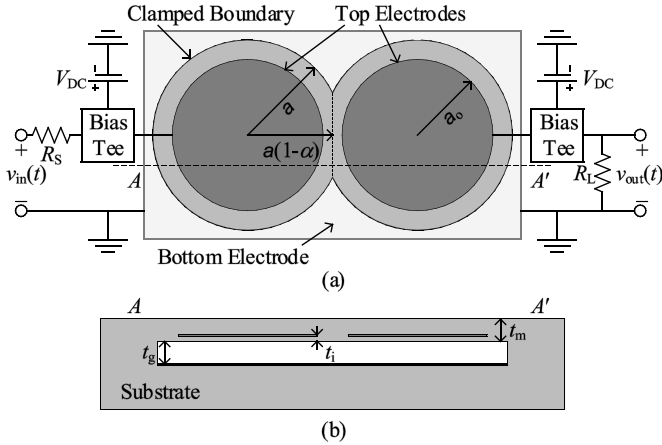 Clamped Boundary
Top Electrodes
V_DC
V_DC
a
a_o
Bias Tee
Bias Tee
+
R_S
a(1-α)
+
v_in(t)
A
A'
R_L
v_out(t)
Bottom Electrode
(a)
A
A'
t_g
t_i
t_m
Substrate
(b)